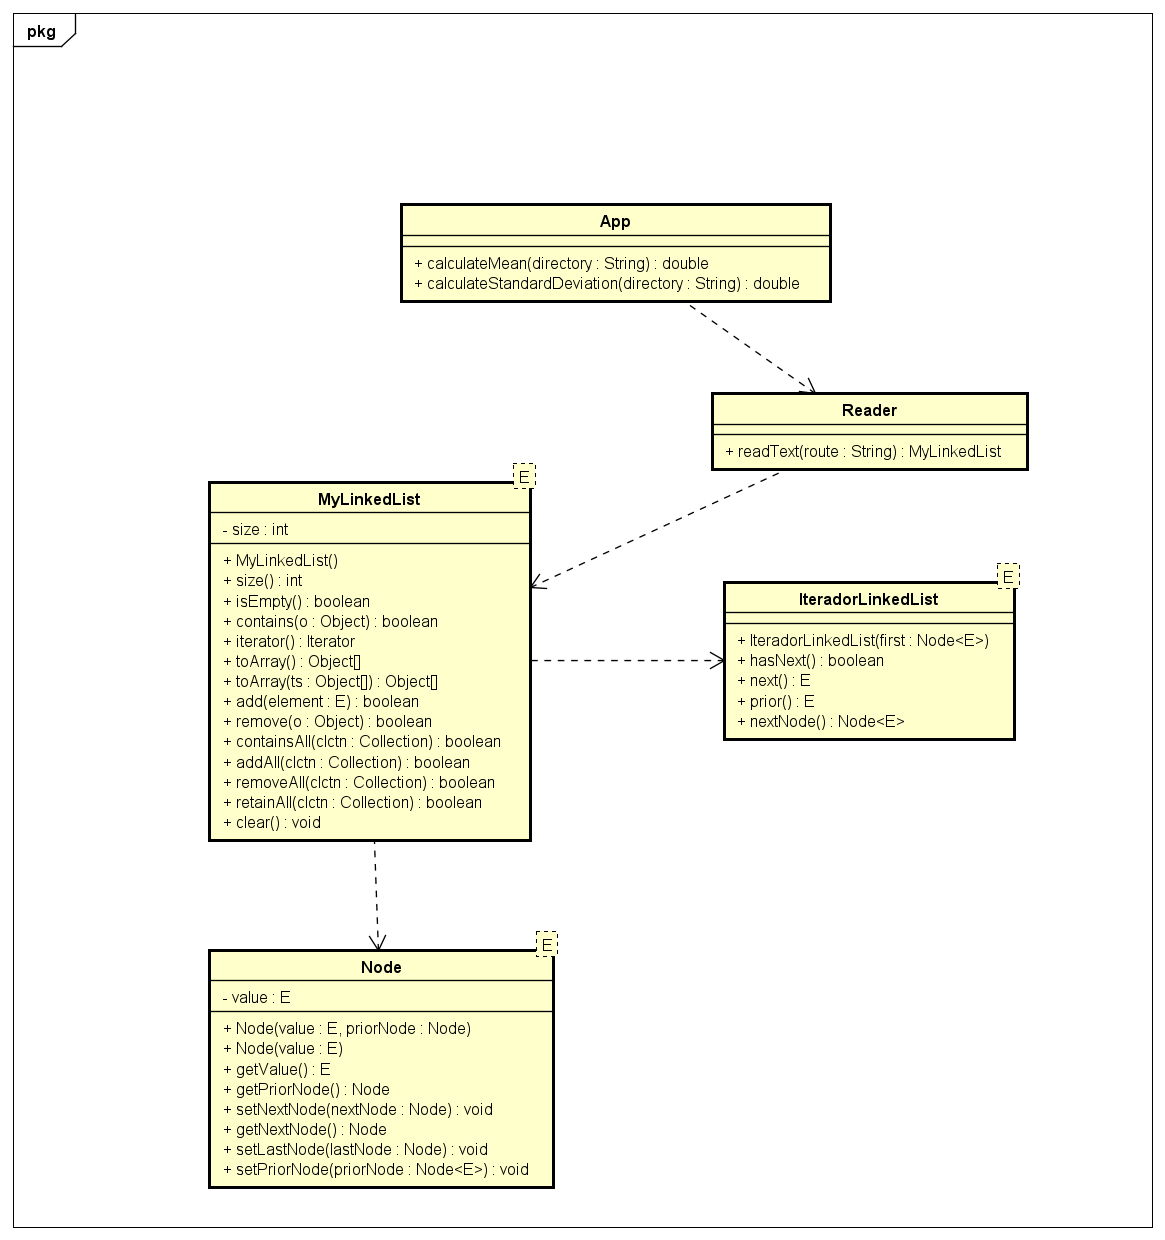 pkg
App
+ calculateMean(directory : String) : double
+ calculateStandardDeviation(directory : String) : double
Reader
+ readText(route : String) : MyLinkedList
E
MyLinkedList
- size : int
+ MyLinkedList()
+ size() : int
+ isEmpty() : boolean
+ contains(o : Object) : boolean
+ iterator() : Iterator
+ toArray() : Object[]
+ toArray(ts : Object[]) : Object[]
+ add(element : E) : boolean
+ remove(o : Object) : boolean
+ containsAll(clctn : Collection) : boolean
+ addAll(clctn : Collection) : boolean
+ removeAll(clctn : Collection) : boolean
+ retainAll(clctn : Collection) : boolean
+ clear() : void
E
IteradorLinkedList
+ IteradorLinkedList(first : Node<E>)
+ hasNext() : boolean
+ next() : E
+ prior() : E
+ nextNode() : Node<E>
E
Node
- value : E
+ Node(value : E, priorNode : Node)
+ Node(value : E)
+ getValue() : E
+ getPriorNode() : Node
+ setNextNode(nextNode : Node) : void
+ getNextNode() : Node
+ setLastNode(lastNode : Node) : void
+ setPriorNode(priorNode : Node<E>) : void